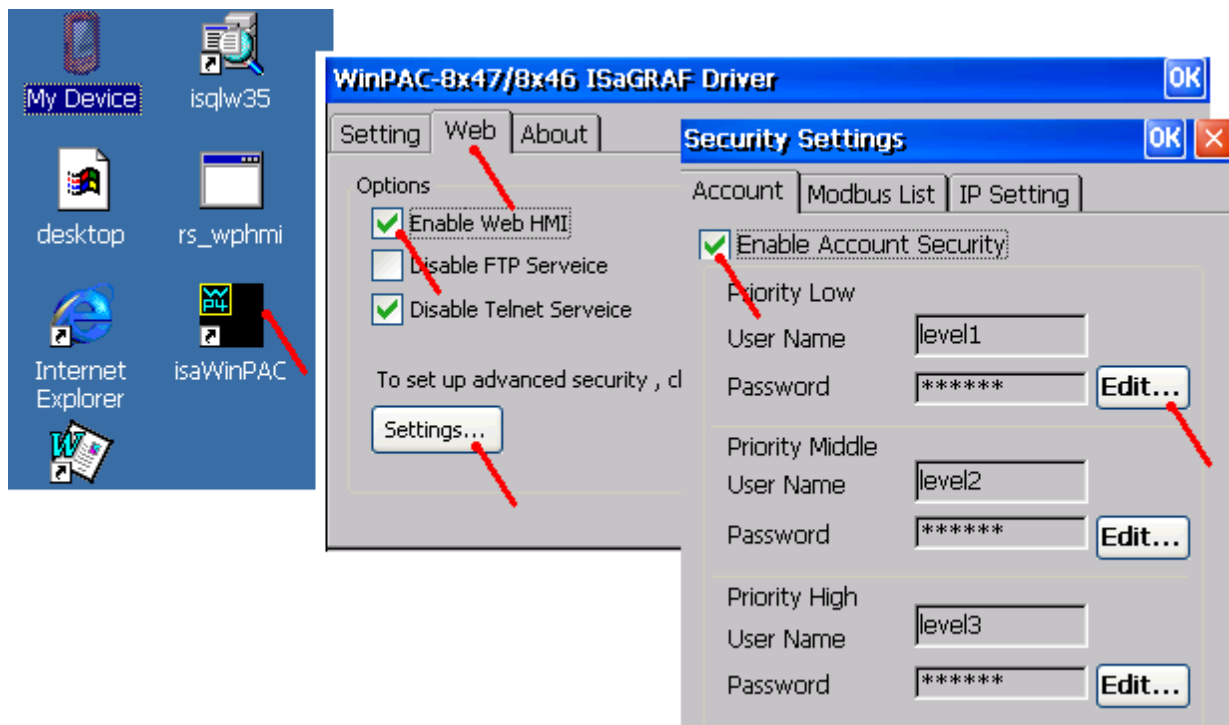 My Device
isqlw35
desktop
rs_wphmi
Internet
Explorer
isaWinPAC
WinPAC-8x47/8x46 ISaGRAF Driver
OK
Setting
Web
About
Options
Enable Web HMI
Disable FTP Serveice
Disable Telnet Serveice
To set up advanced security , cl
Settings...
Security Settings
OK
Account
Modbus List
IP Setting
Enable Account Security
Priority Low
User Name
level1
Password
******
Edit...
Priority Middle
User Name
level2
Password
******
Edit...
Priority High
User Name
level3
Password
******
Edit...